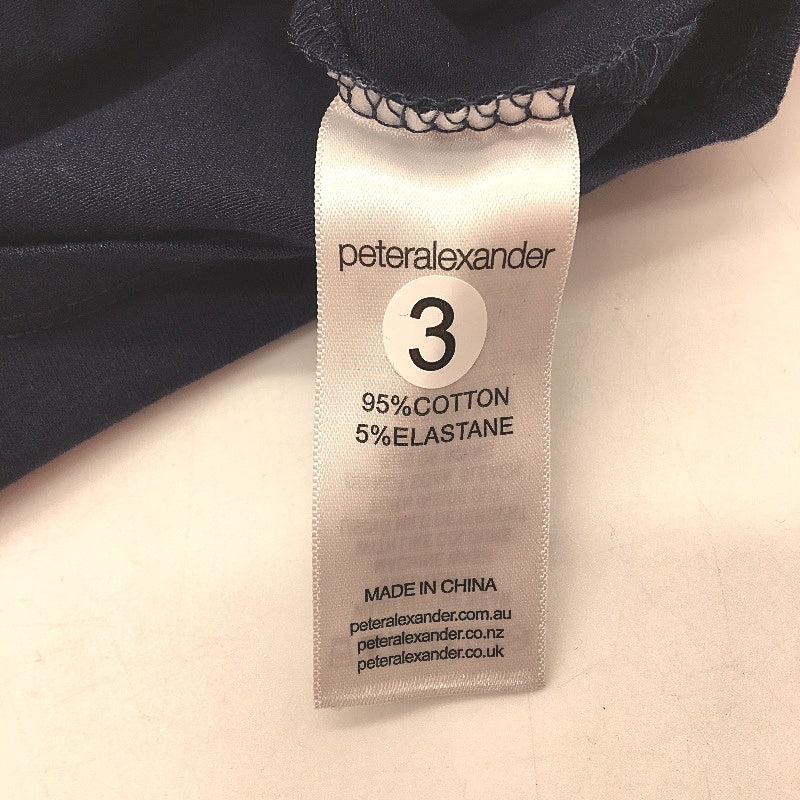 peteralexander
3
95%COTTON
5%ELASTANE
MADE IN CHINA
peteralexander.com.au
peteralexander.co.nz
peteralexander.co.uk